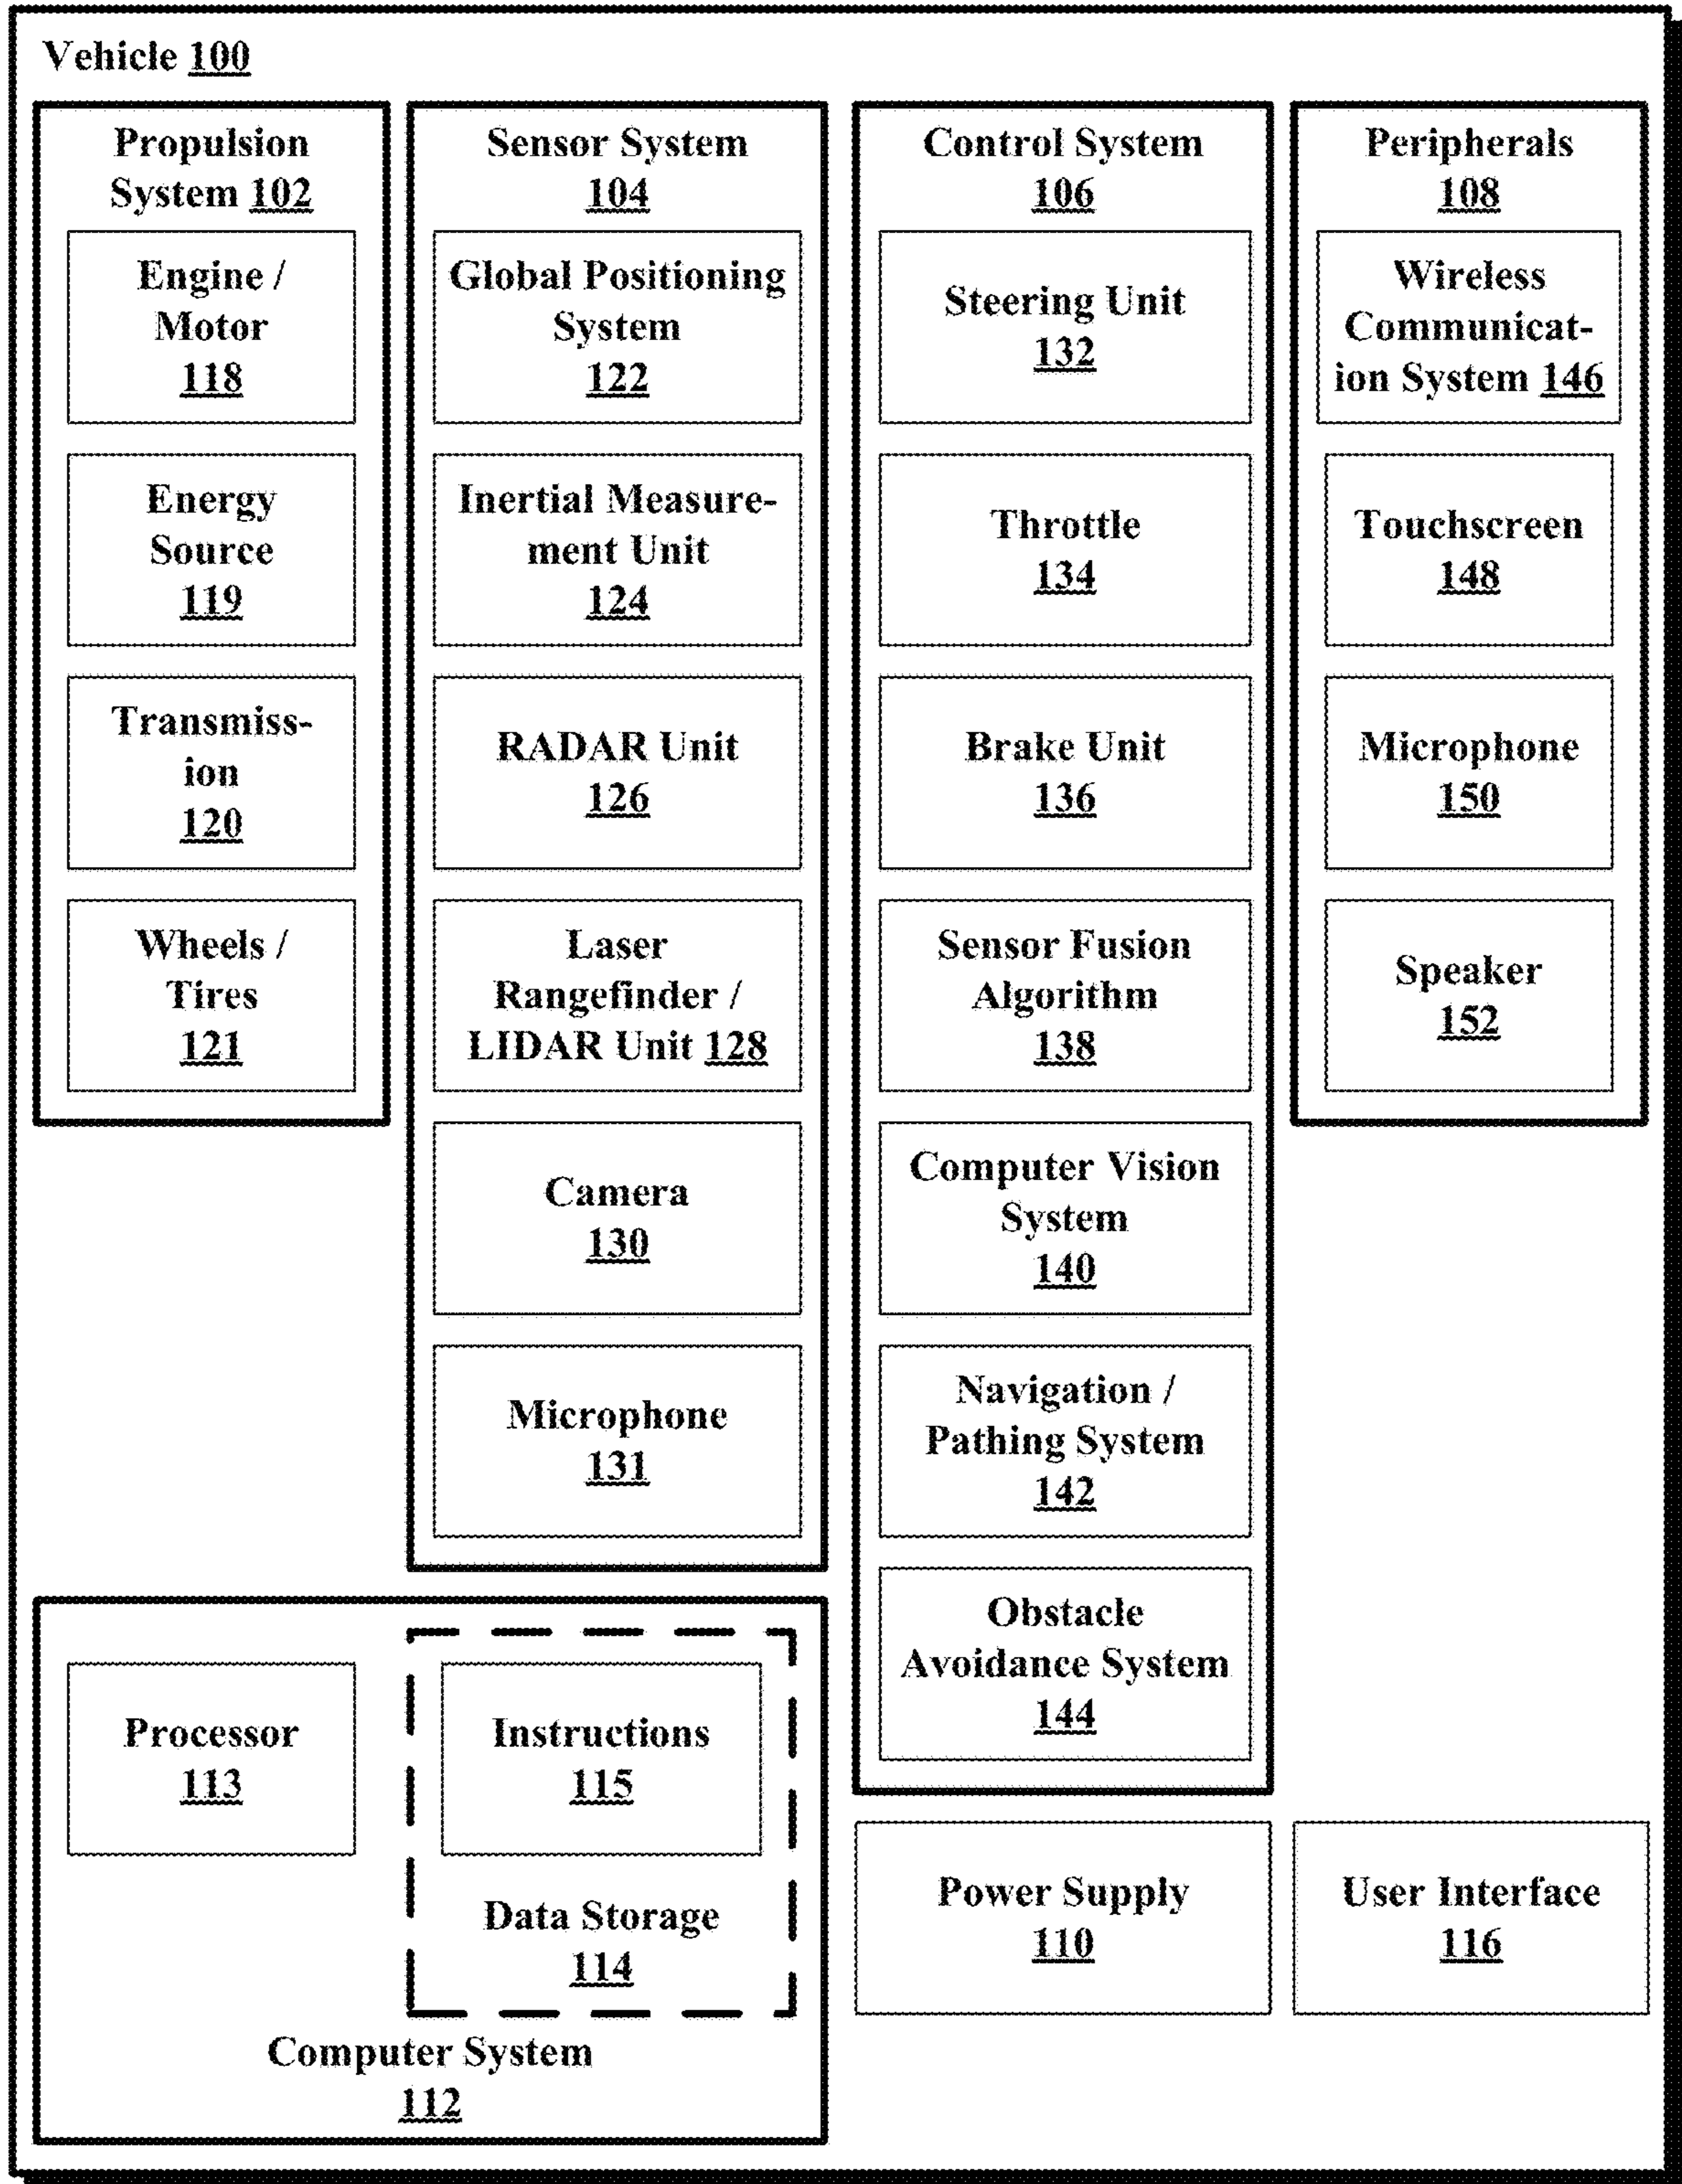 Vehicle 100
Propulsion
System 102
Engine /
Motor
118
Energy
Source
119
Transmiss-
ion
120
Wheels /
Tires
121
Sensor System
104
Global Positioning
System
122
Inertial Measure-
ment Unit
124
RADAR Unit
126
Laser
Rangefinder /
LIDAR Unit 128
Camera
130
Microphone
131
Control System
106
Steering Unit
132
Throttle
134
Brake Unit
136
Sensor Fusion
Algorithm
138
Computer Vision
System
140
Navigation /
Pathing System
142
Obstacle
Avoidance System
144
Peripherals
108
Wireless
Communicat-
ion System 146
Touchscreen
148
Microphone
150
Speaker
152
Processor
113
Instructions
115
Data Storage
114
Computer System
112
Power Supply
110
User Interface
116